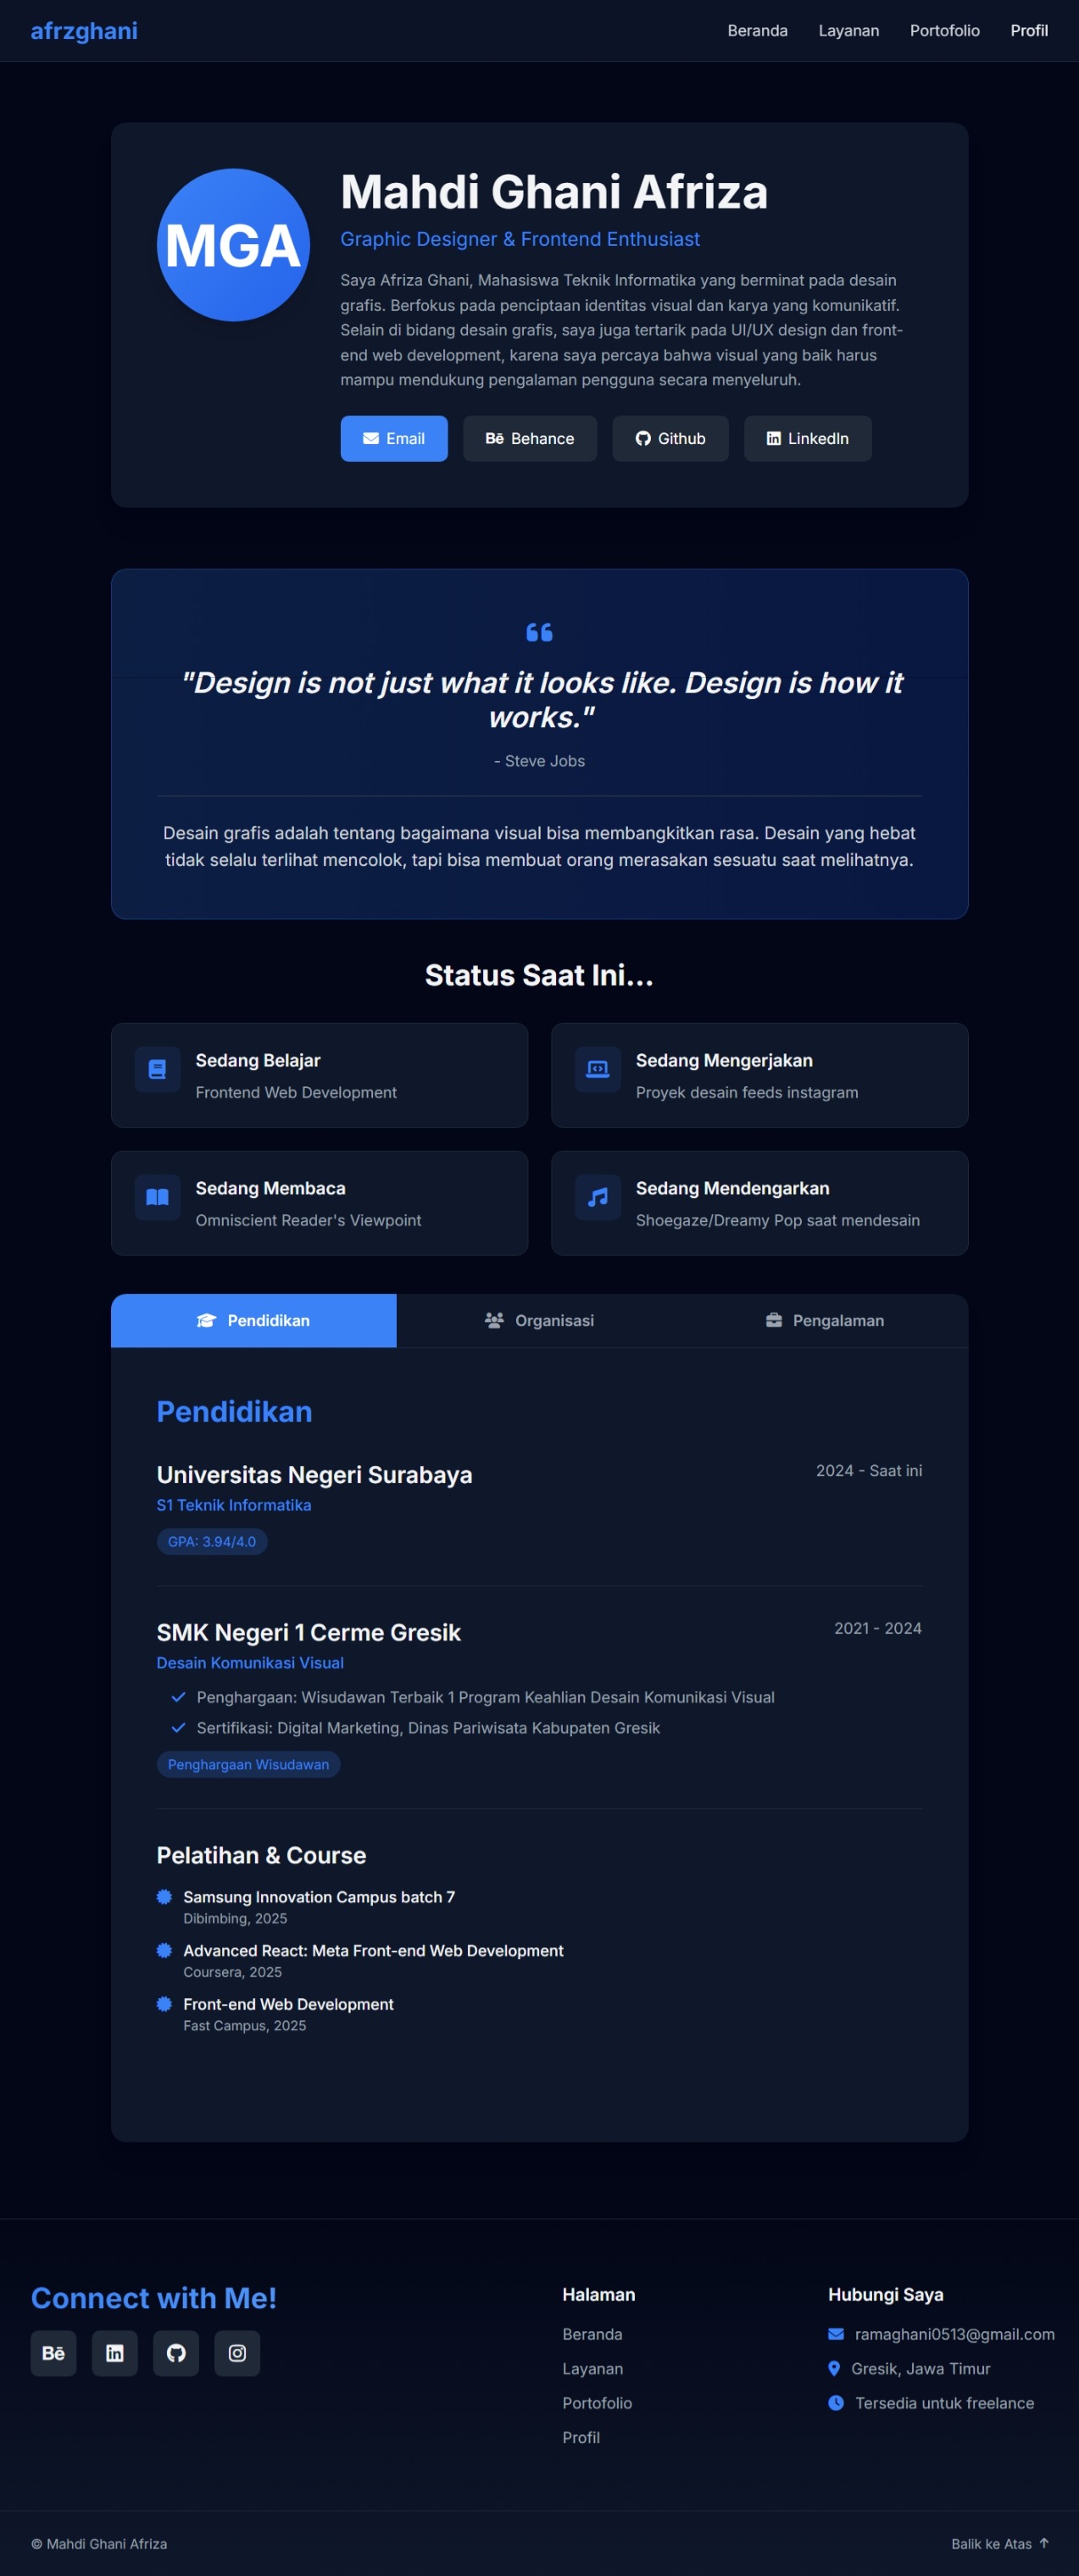 afrzghani
Beranda Layanan Portofolio Profil
MGA
Mahdi Ghani Afriza
Graphic Designer & Frontend Enthusiast
Saya Afriza Ghani, Mahasiswa Teknik Informatika yang berminat pada desain
grafis. Berfokus pada penciptaan identitas visual dan karya yang komunikatif.
Selain di bidang desain grafis, saya juga tertarik pada UI/UX design dan front-
end web development, karena saya percaya bahwa visual yang baik harus
mampu mendukung pengalaman pengguna secara menyeluruh.
Email Bē Behance Github LinkedIn
"Design is not just what it looks like. Design is how it
works."
- Steve Jobs
Desain grafis adalah tentang bagaimana visual bisa membangkitkan rasa. Desain yang hebat
tidak selalu terlihat mencolok, tapi bisa membuat orang merasakan sesuatu saat melihatnya.
Status Saat Ini...
Sedang Belajar
Frontend Web Development
Sedang Mengerjakan
Proyek desain feeds instagram
Sedang Membaca
Omniscient Reader's Viewpoint
Sedang Mendengarkan
Shoegaze/Dreamy Pop saat mendesain
Pendidikan Organisasi Pengalaman
Pendidikan
Universitas Negeri Surabaya 2024 - Saat ini
S1 Teknik Informatika
GPA: 3.94/4.0
SMK Negeri 1 Cerme Gresik 2021 - 2024
Desain Komunikasi Visual
Penghargaan: Wisudawan Terbaik 1 Program Keahlian Desain Komunikasi Visual
Sertifikasi: Digital Marketing, Dinas Pariwisata Kabupaten Gresik
Penghargaan Wisudawan
Pelatihan & Course
Samsung Innovation Campus batch 7
Dibimbing, 2025
Advanced React: Meta Front-end Web Development
Coursera, 2025
Front-end Web Development
Fast Campus, 2025
Connect with Me!
Bē in
Halaman
Beranda
Layanan
Portofolio
Profil
Hubungi Saya
ramaghani0513@gmail.com
Gresik, Jawa Timur
Tersedia untuk freelance
© Mahdi Ghani Afriza Balik ke Atas ↑